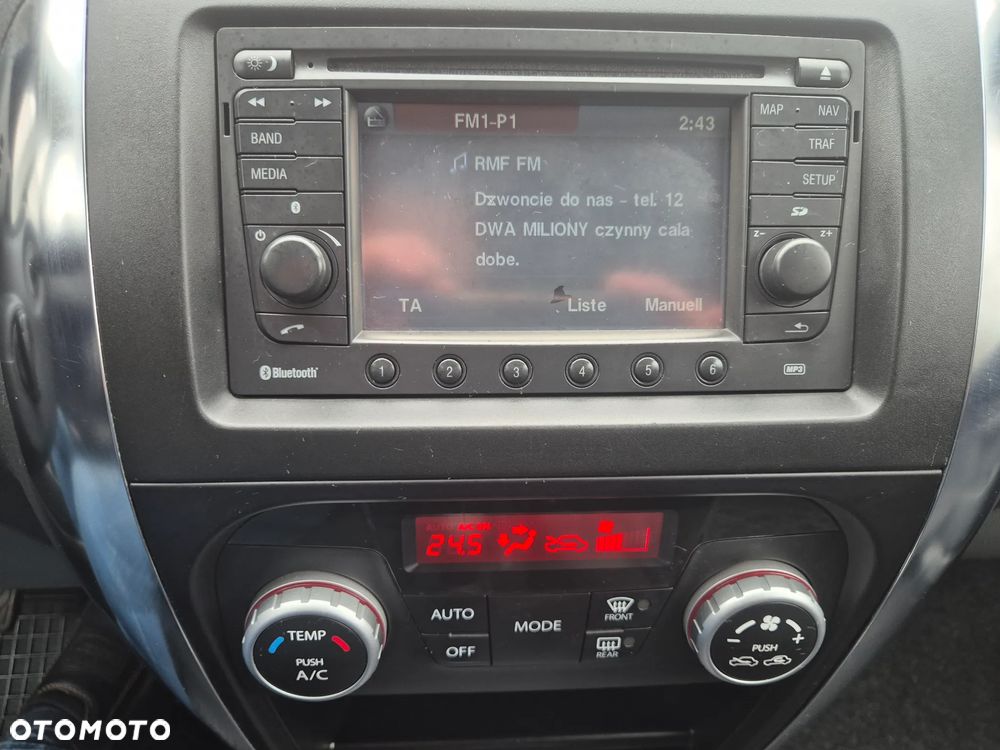 MAP NAV
FM1-P1 2:43
BAND TRAF
RMF FM
MEDIA SETUP
Dzwoncie do nas - tel. 12
DWA MILIONY czynny cala
dobe.
z- z+
TA Liste Manuell
Bluetooth 1 2 3 4 5 6 MP3
AUTO A/C ON
24.5
AUTO MODE FRONT
OFF REAR
TEMP
PUSH
A/C
- +
PUSH
OTOMOTO